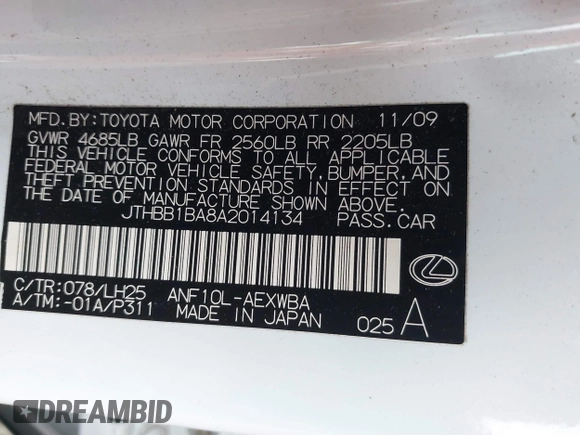 MFD.BY:TOYOTA MOTOR CORPORATION 11/09
GVWR 4685LB GAWR FR 2560LB RR 2205LB
THIS VEHICLE CONFORMS TO ALL APPLICABLE
FEDERAL MOTOR VEHICLE SAFETY,BUMPER, AND
THEFT PREVENTION STANDARDS IN EFFECT ON
THE DATE OF MANUFACTURE SHOWN ABOVE.
JTHBB1BA8A2014134 PASS.CAR
C/TR:078/LH25 ANF10L-AEXWBA
A/TM:-01A/P311 MADE IN JAPAN 025 A
DREAMBID